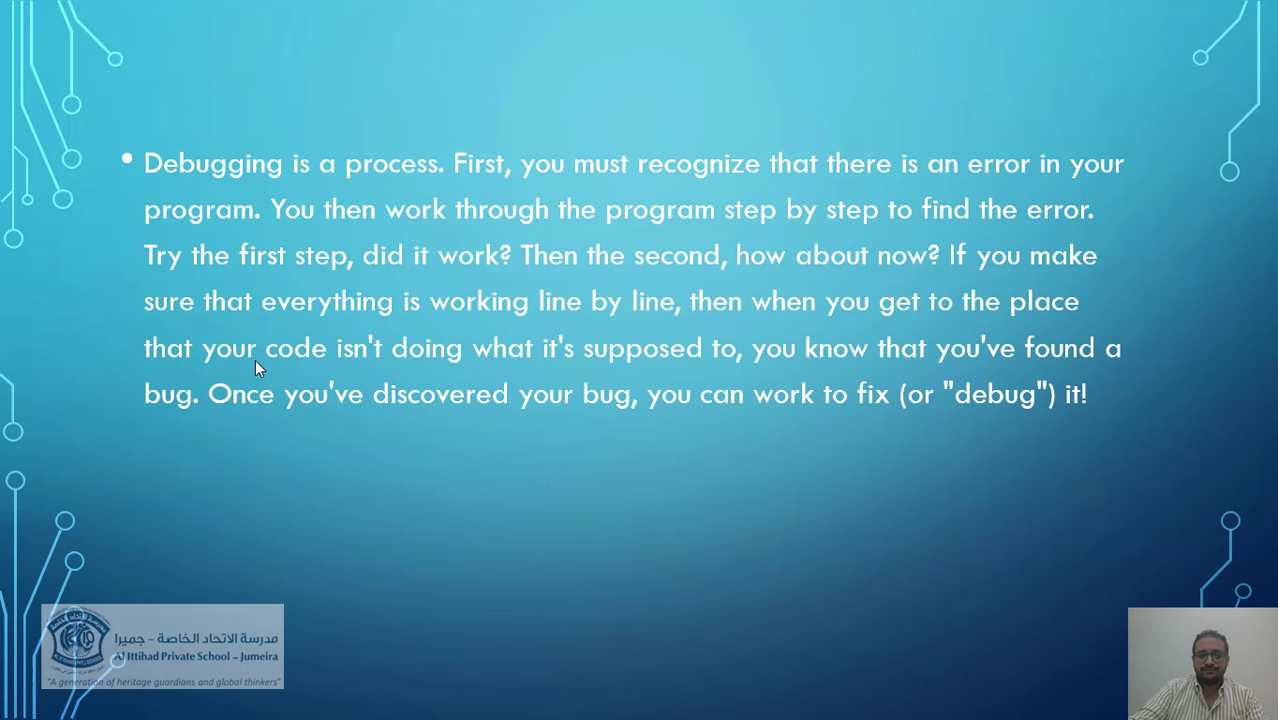 • Debugging is a process. First, you must recognize that there is an error in your
program. You then work through the program step by step to find the error.
Try the first step, did it work? Then the second, how about now? If you make
sure that everything is working line by line, then when you get to the place
that your code isn't doing what it's supposed to, you know that you've found a
bug. Once you've discovered your bug, you can work to fix (or "debug") it!
مدرسة الاتحاد الخاصة – جميرا
Al Ittihad Private School – Jumeira
"A generation of heritage guardians and global thinkers"